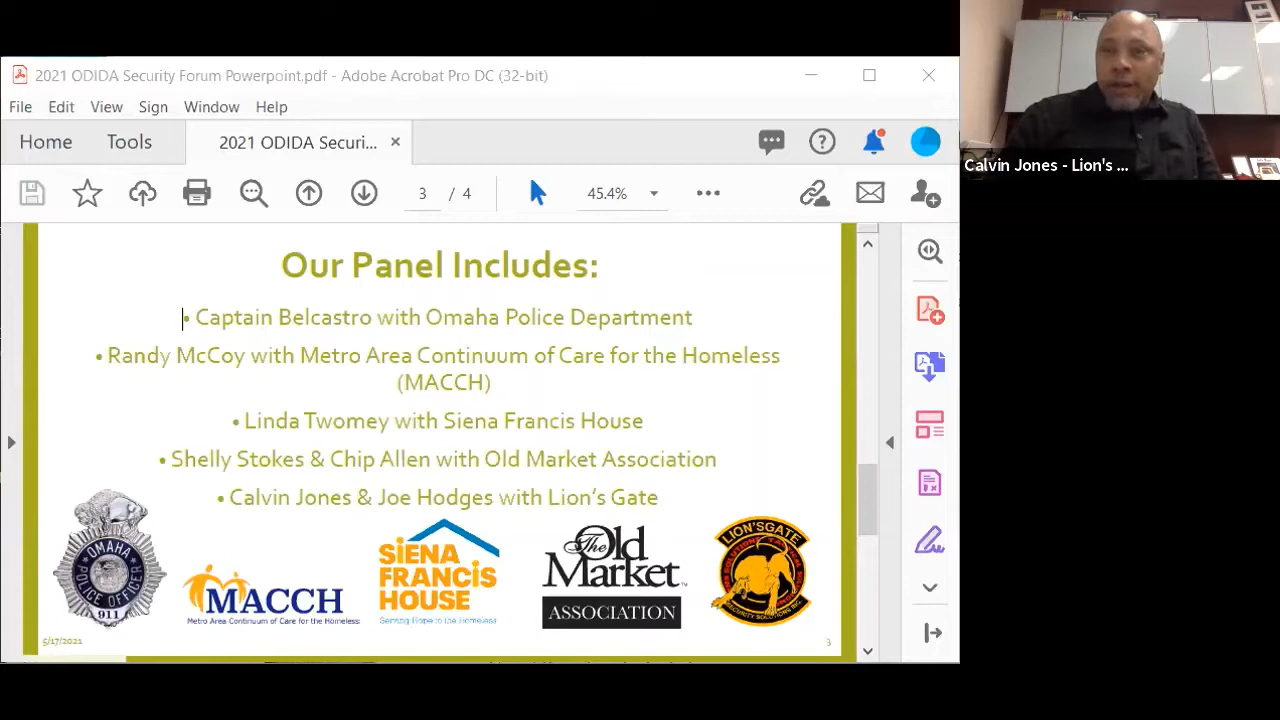 2021 ODIDA Security Forum Powerpoint.pdf - Adobe Acrobat Pro DC (32-bit)
File Edit View Sign Window Help
Home Tools 2021 ODIDA Securi...
3 / 4 45.4%
Calvin Jones - Lion's ...
Our Panel Includes:
• Captain Belcastro with Omaha Police Department
• Randy McCoy with Metro Area Continuum of Care for the Homeless
(MACCH)
• Linda Twomey with Siena Francis House
• Shelly Stokes & Chip Allen with Old Market Association
• Calvin Jones & Joe Hodges with Lion's Gate
OMAHA
POLICE OFFICER
911
MACCH
Metro Area Continuum of Care for the Homeless
SIENA
FRANCIS
HOUSE
Serving Hope to the Homeless
The Old
Market™
ASSOCIATION
LION'SGATE
SECURITY SOLUTIONS INC.
5/17/2021
3